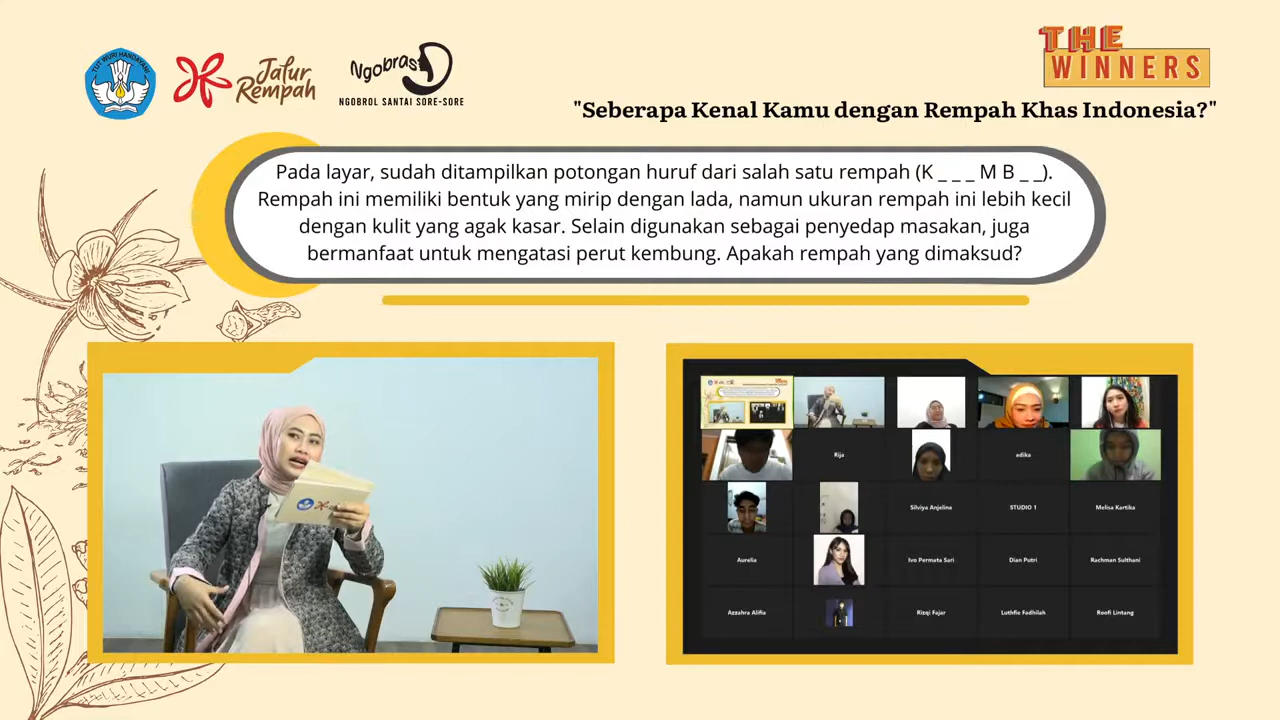 TUT WURI HANDAYANI
Jalur
Rempah
Ngobras
NGOBROL SANTAI SORE-SORE
THE
WINNERS
"Seberapa Kenal Kamu dengan Rempah Khas Indonesia?"
Pada layar, sudah ditampilkan potongan huruf dari salah satu rempah (K _ _ _ M B _ _).
Rempah ini memiliki bentuk yang mirip dengan lada, namun ukuran rempah ini lebih kecil
dengan kulit yang agak kasar. Selain digunakan sebagai penyedap masakan, juga
bermanfaat untuk mengatasi perut kembung. Apakah rempah yang dimaksud?
Rija
adika
Silviya Anjelina
STUDIO 1
Melisa Kartika
Aurelia
Ivo Permata Sari
Dian Putri
Rachman Sulthani
Azzahra Alifia
Rizqi Fajar
Luthfie Fadhilah
Roofi Lintang